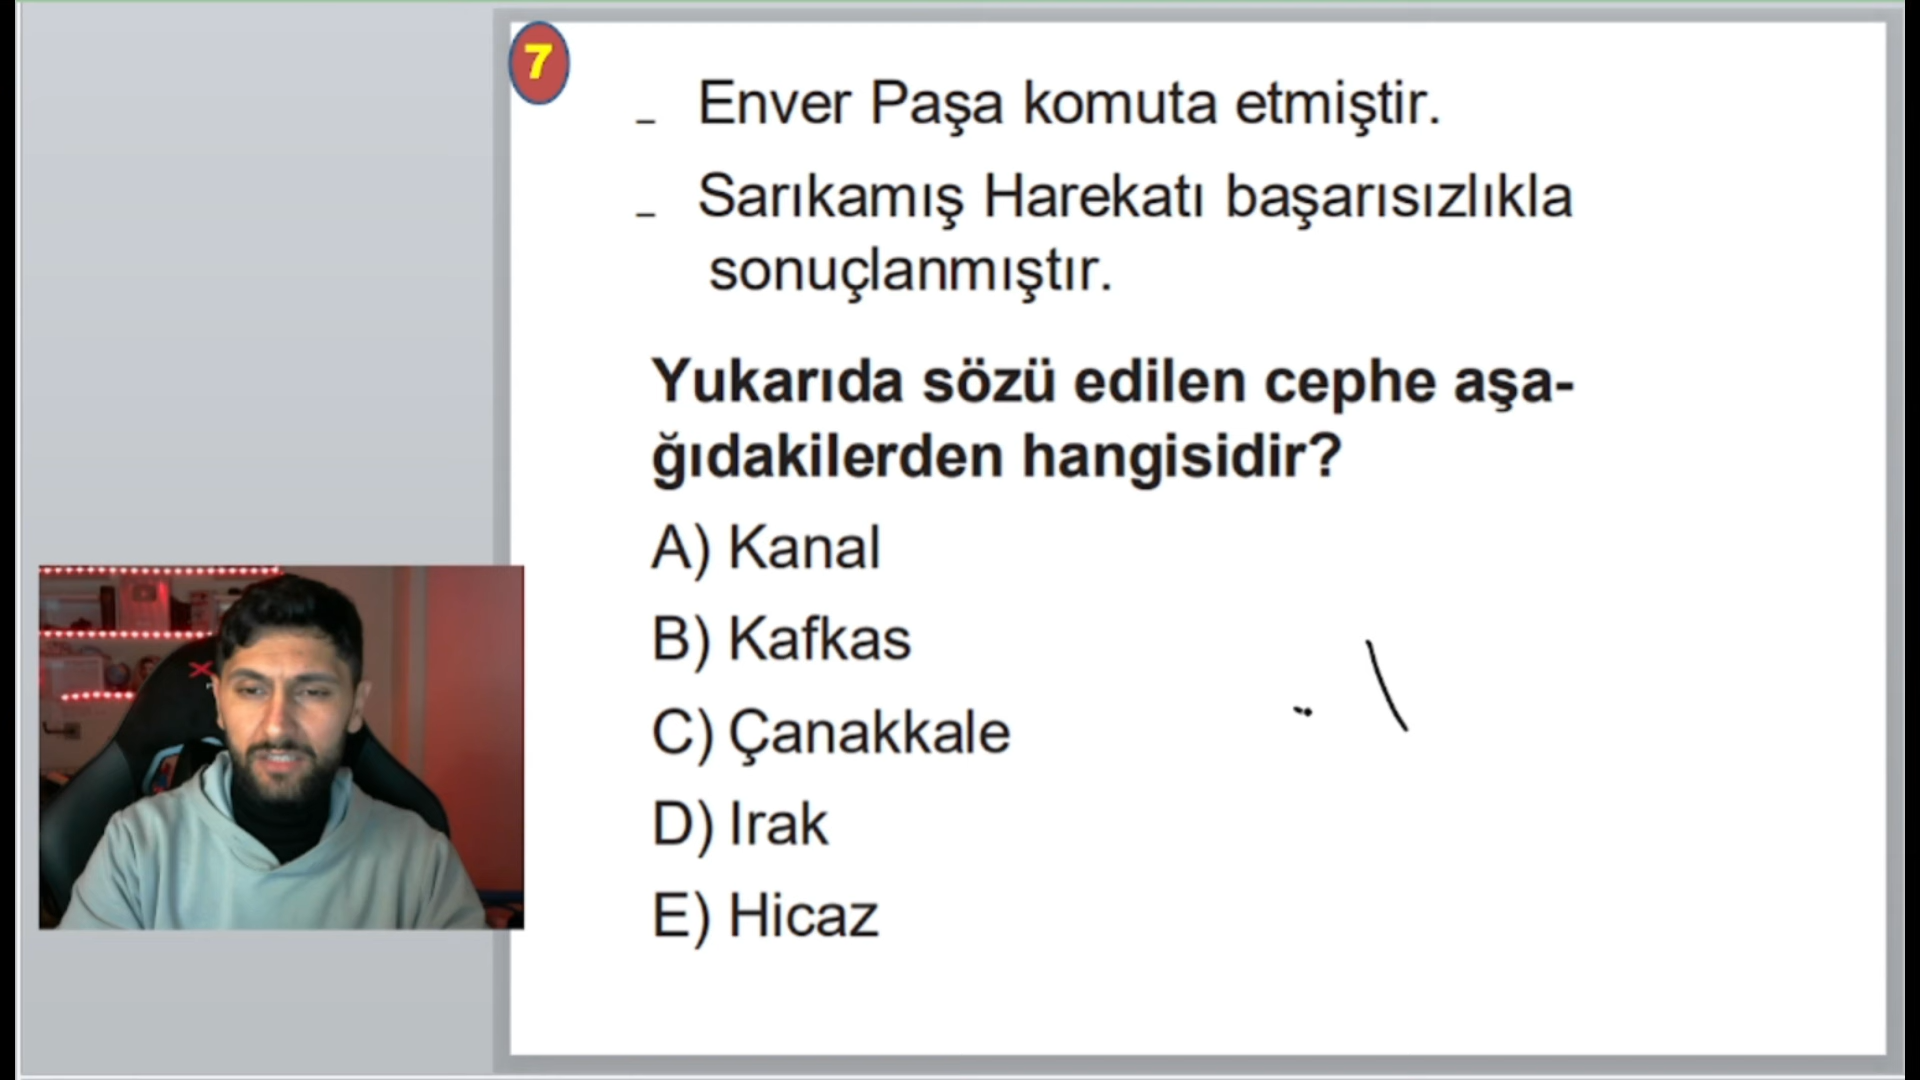 7
_ Enver Paşa komuta etmiştir.
_ Sarıkamış Harekatı başarısızlıkla
sonuçlanmıştır.
Yukarıda sözü edilen cephe aşa-
ğıdakilerden hangisidir?
A) Kanal
B) Kafkas
C) Çanakkale
D) Irak
E) Hicaz